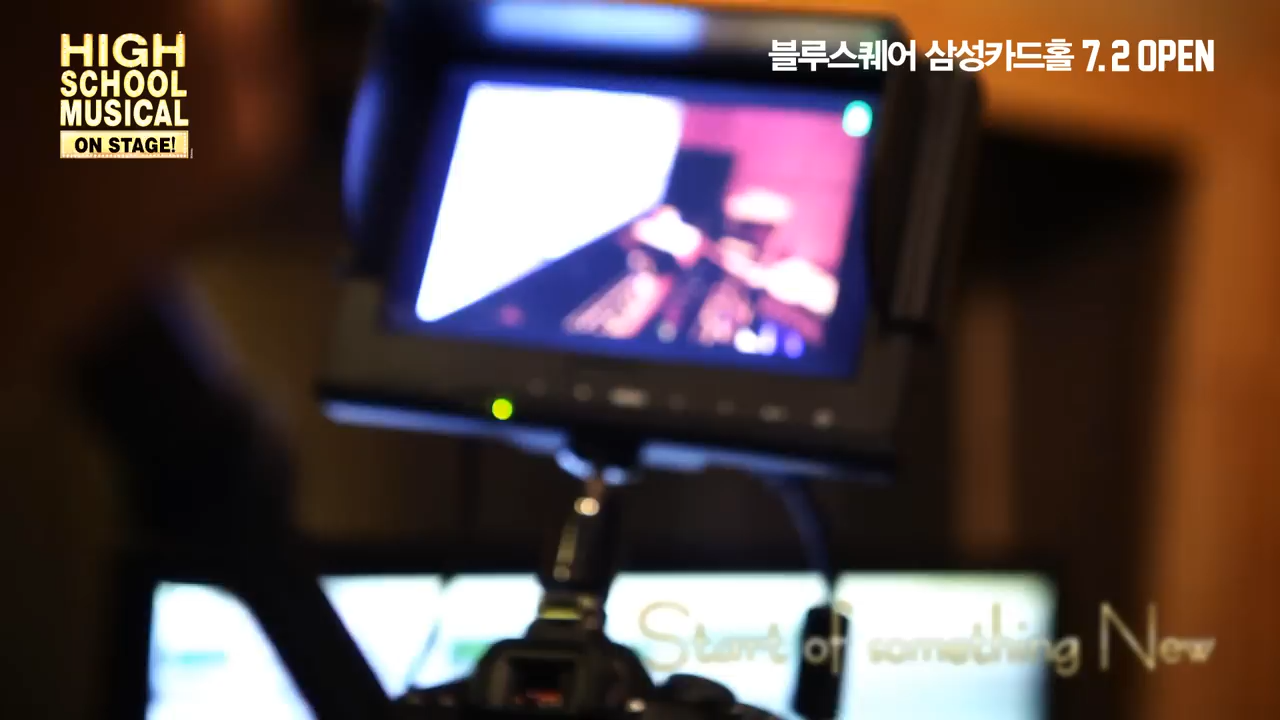 HIGH
SCHOOL
MUSICAL
ON STAGE!
블루스퀘어 삼성카드홀 7. 2 OPEN
Start of something New